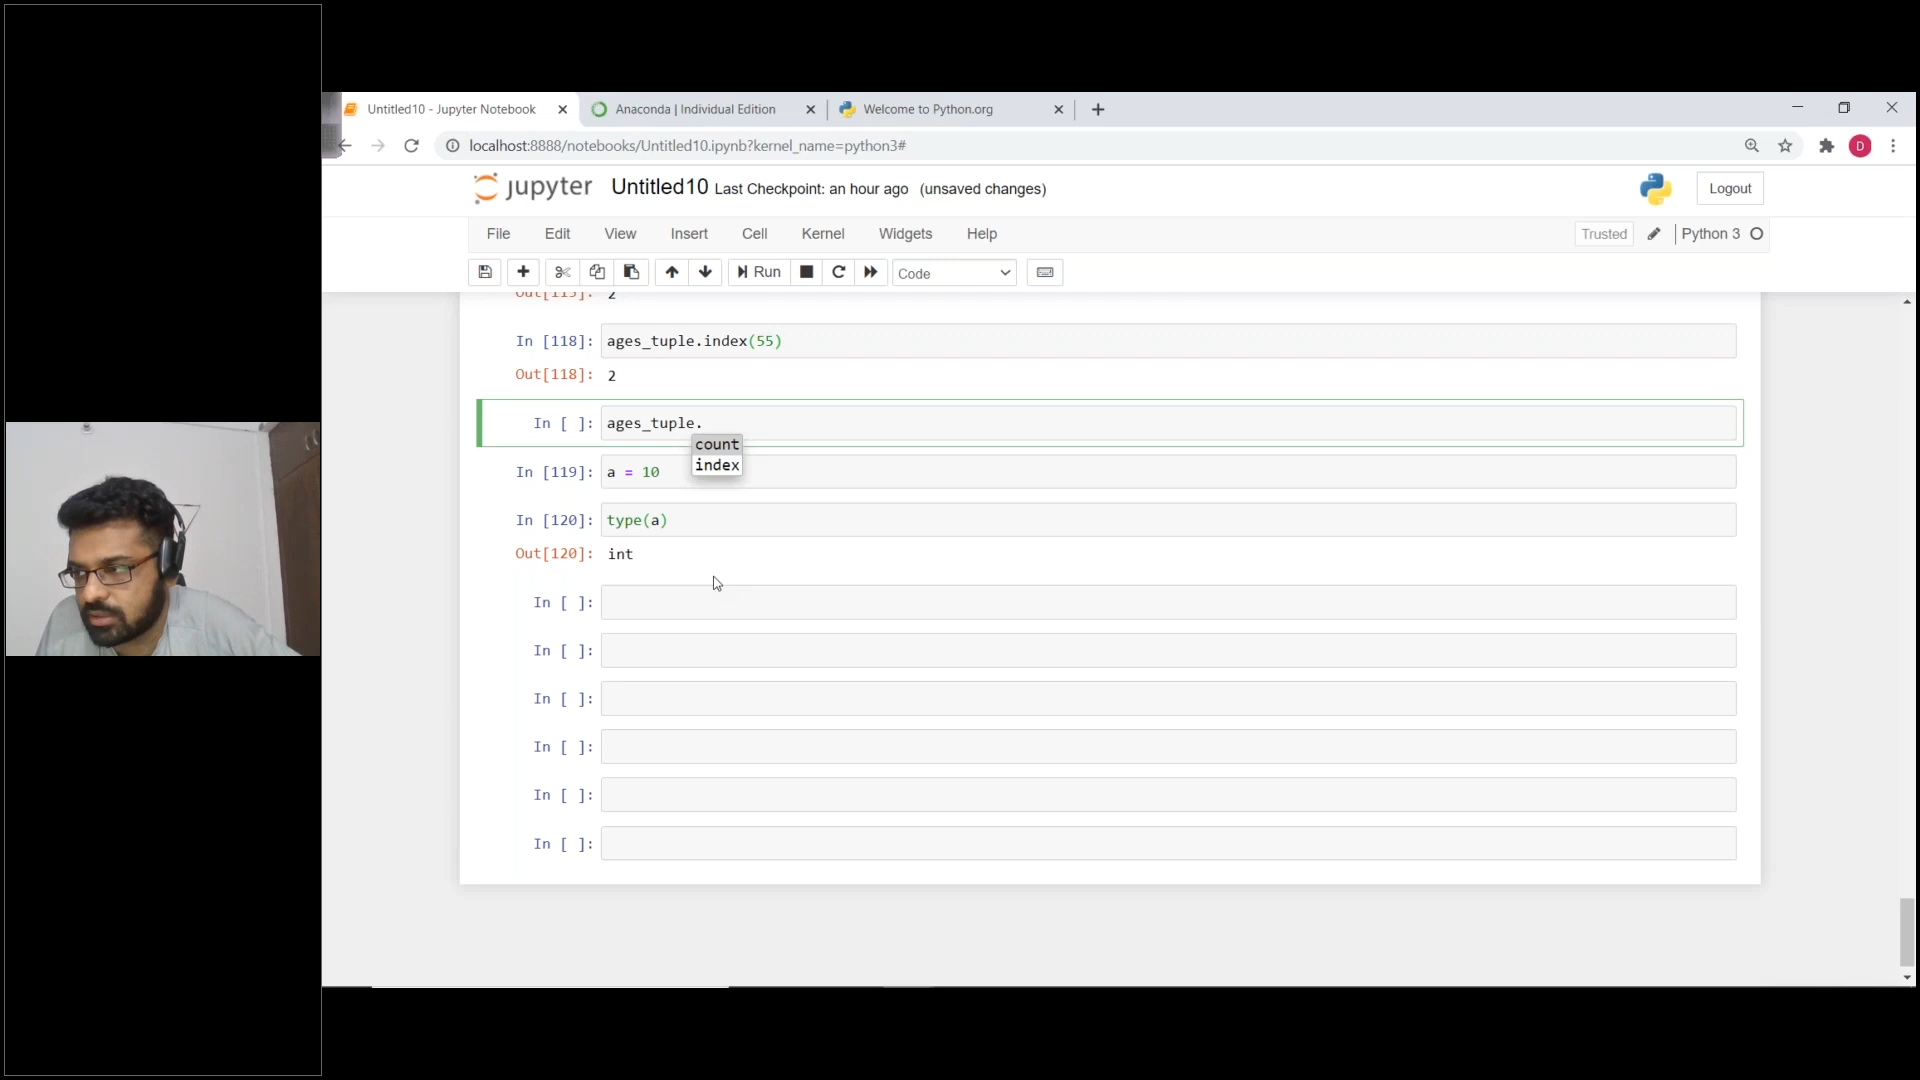 Untitled10 - Jupyter Notebook
Anaconda | Individual Edition
Welcome to Python.org
localhost:8888/notebooks/Untitled10.ipynb?kernel_name=python3#
D
jupyter Untitled10 Last Checkpoint: an hour ago (unsaved changes)
Logout
File Edit View Insert Cell Kernel Widgets Help
Trusted Python 3
Run Code
Out[115]: 2
In [118]: ages_tuple.index(55)
Out[118]: 2
In [ ]: ages_tuple.
count
index
In [119]: a = 10
In [120]: type(a)
Out[120]: int
In [ ]:
In [ ]:
In [ ]:
In [ ]:
In [ ]:
In [ ]: